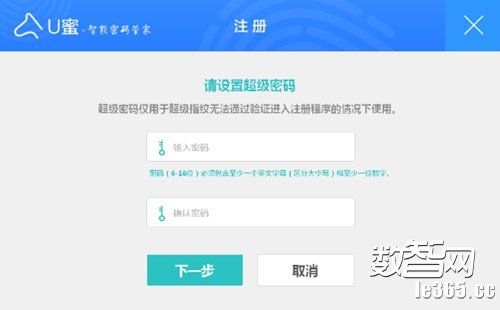 U蜜-智能密码管家
注册
请设置超级密码
超级密码仅用于超级指纹无法通过验证进入注册程序的情况下使用。
输入密码
密码（6-16位）必须包含至少一个英文字母（区分大小写）和至少一位数字。
确认密码
下一步
取消
数智网
le365.cc